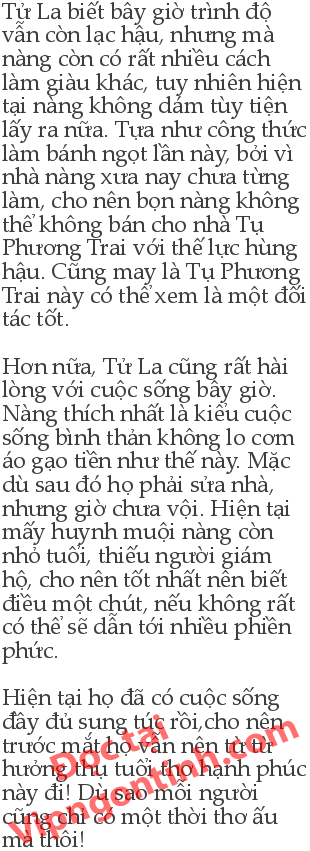 Tử La biết bây giờ trình độ
vẫn còn lạc hậu, nhưng mà
nàng còn có rất nhiều cách
làm giàu khác, tuy nhiên hiện
tại nàng không dám tùy tiện
lấy ra nữa. Tựa như công thức
làm bánh ngọt lần này, bởi vì
nhà nàng xưa nay chưa từng
làm, cho nên bọn nàng không
thể không bán cho nhà Tụ
Phương Trai với thế lực hùng
hậu. Cũng may là Tụ Phương
Trai này có thể xem là một đối
tác tốt.
Hơn nữa, Tử La cũng rất hài
lòng với cuộc sống bây giờ.
Nàng thích nhất là kiểu cuộc
sống bình thản không lo cơm
áo gạo tiền như thế này. Mặc
dù sau đó họ phải sửa nhà,
nhưng giờ chưa vội. Hiện tại
mấy huynh muội nàng còn
nhỏ tuổi, thiếu người giám
hộ, cho nên tốt nhất nên biết
điều một chút, nếu không rất
có thể sẽ dẫn tới nhiều phiền
phức.
Hiện tại họ đã có cuộc sống
đầy đủ sung túc rồi,cho nên
trước mắt họ vẫn nên từ từ
hưởng thụ tuổi thơ hạnh phúc
này đi! Dù sao mỗi người
cũng chỉ có một thời thơ ấu
mà thôi!
Đọc tại
Vipngontinh.com